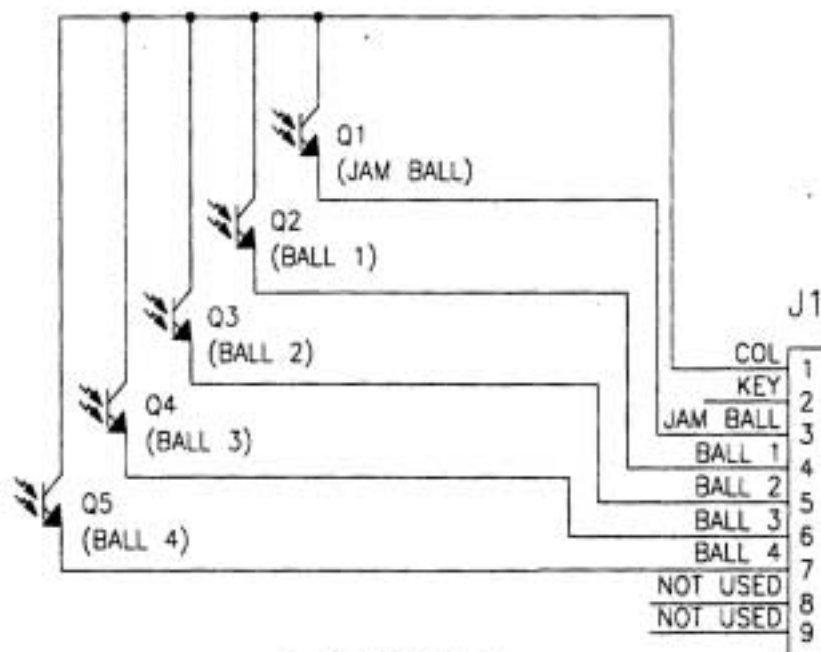 Q1
(JAM BALL)
Q2
(BALL 1)
Q3
(BALL 2)
Q4
(BALL 3)
Q5
(BALL 4)
J1
COL 1
KEY 2
JAM BALL 3
BALL 1 4
BALL 2 5
BALL 3 6
BALL 4 7
NOT USED 8
NOT USED 9